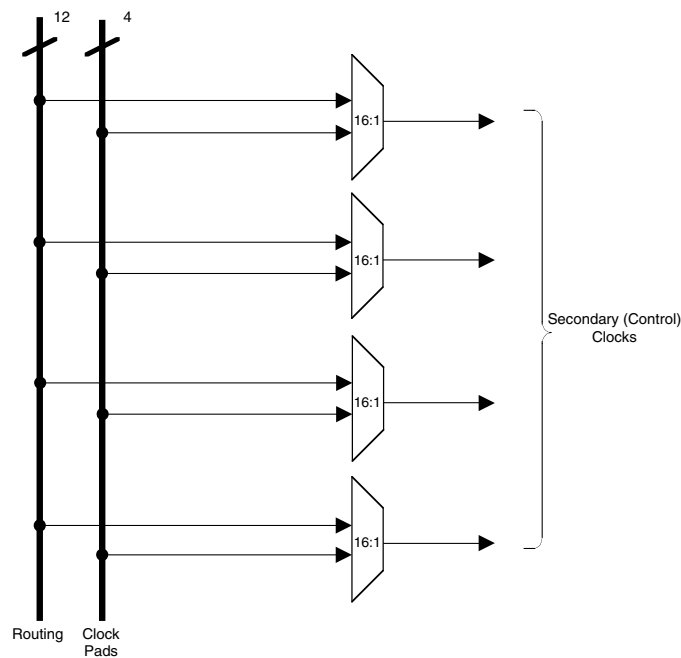 12
4
16:1
16:1
Secondary (Control)
Clocks
16:1
16:1
Routing
Clock
Pads